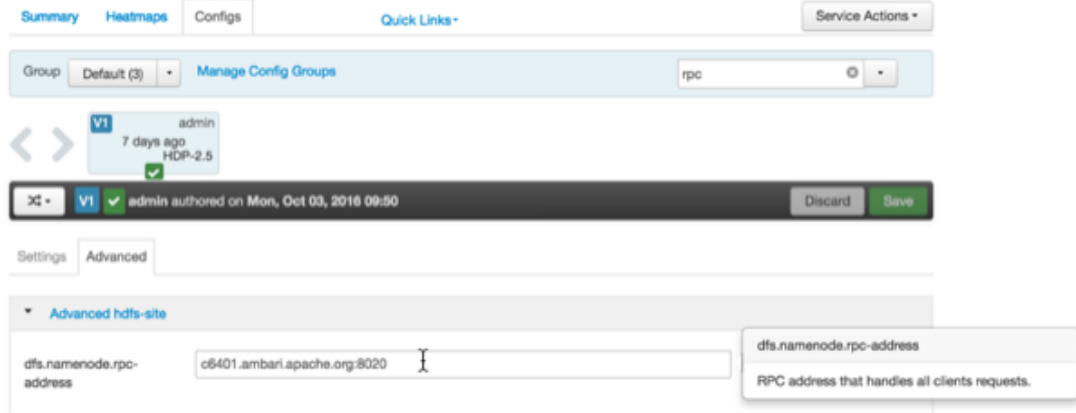 Summary Heatmaps Configs Quick Links Service Actions
Group Default (3) Manage Config Groups rpc
V1 admin
7 days ago
HDP-2.5
V1 admin authored on Mon, Oct 03, 2016 09:50 Discard Save
Settings Advanced
Advanced hdfs-site
dfs.namenode.rpc-address
dfs.namenode.rpc- c6401.ambari.apache.org:8020
address
RPC address that handles all clients requests.